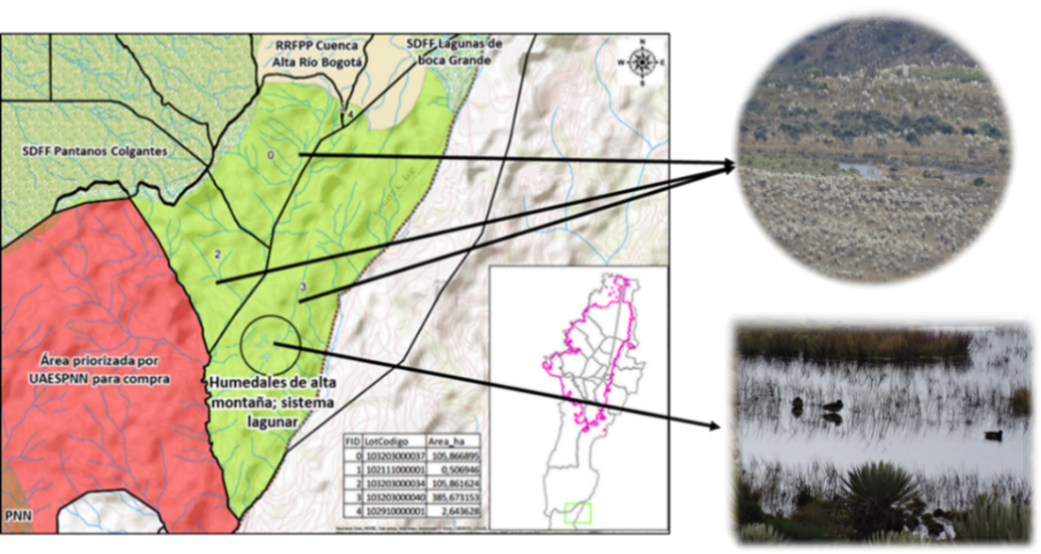 RRFPP Cuenca
Alta Río Bogotá
SDFF Lagunas de
boca Grande
N
W
E
S
4
0
SDFF Pantanos Colgantes
2
3
Área priorizada por
UAESPNN para compra
Humedales de alta
montaña; sistema
lagunar
PNN
FID LotCodigo Area_ha
0 103203000037 105,866895
1 102111000001 0,506946
2 103203000034 105,861624
3 103203000040 385,673153
4 102910000001 2,643628